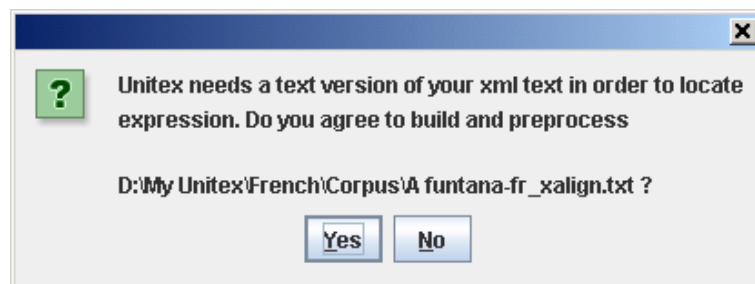 ?
Unitex needs a text version of your xml text in order to locate
expression. Do you agree to build and preprocess
D:\My Unitex\French\Corpus\A funtana-fr_xalign.txt ?
Yes No